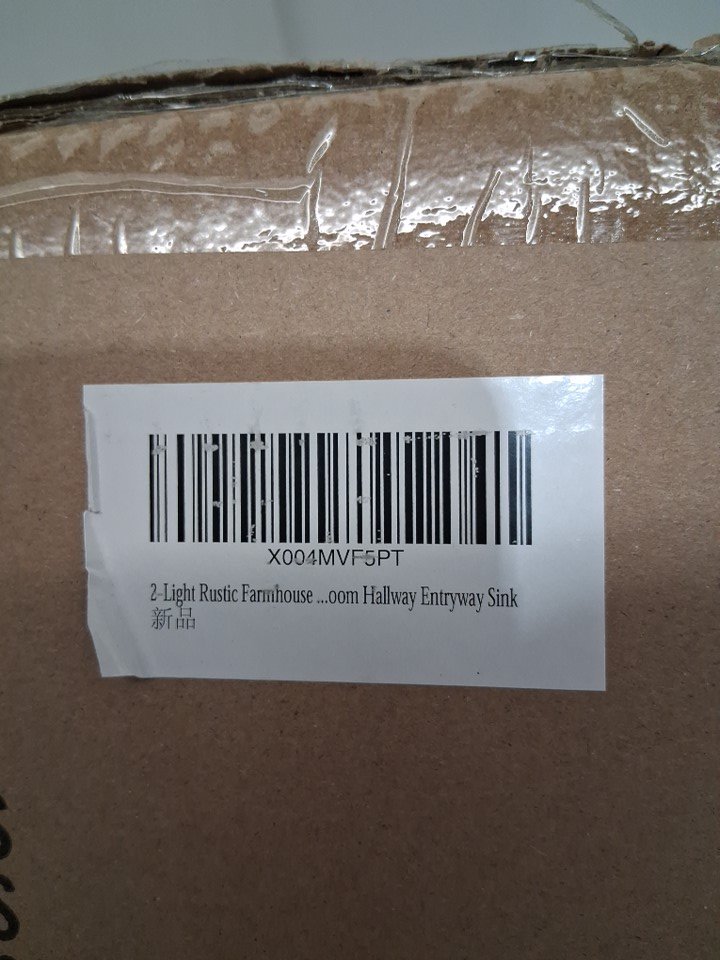 X004MVF5PT
2-Light Rustic Farmhouse ...oom Hallway Entryway Sink
新品